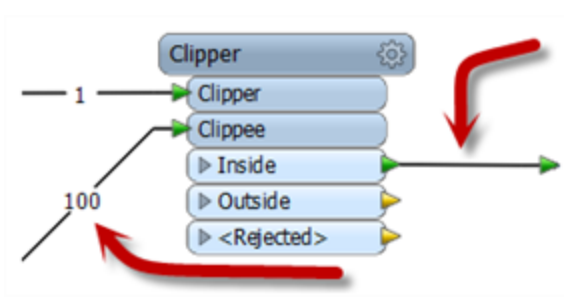 Clipper
1
Clipper
Clippee
Inside
100
Outside
<Rejected>